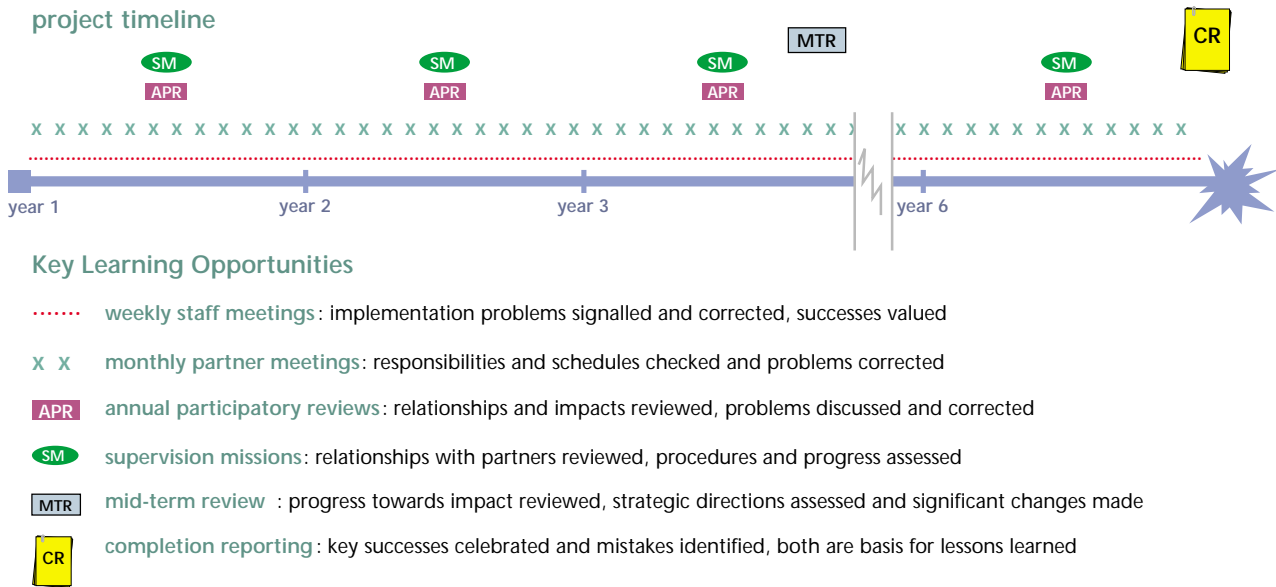 project timeline
MTR
CR
SM SM SM SM
APR APR APR APR
x x x x x x x x x x x x x x x x x x x x x x x x x x x x x x x x x x x x x x x x x x x x x x x x x
year 1 year 2 year 3 year 6
Key Learning Opportunities
....... weekly staff meetings: implementation problems signalled and corrected, successes valued
x x monthly partner meetings: responsibilities and schedules checked and problems corrected
APR annual participatory reviews: relationships and impacts reviewed, problems discussed and corrected
SM supervision missions: relationships with partners reviewed, procedures and progress assessed
MTR mid-term review : progress towards impact reviewed, strategic directions assessed and significant changes made
CR completion reporting: key successes celebrated and mistakes identified, both are basis for lessons learned